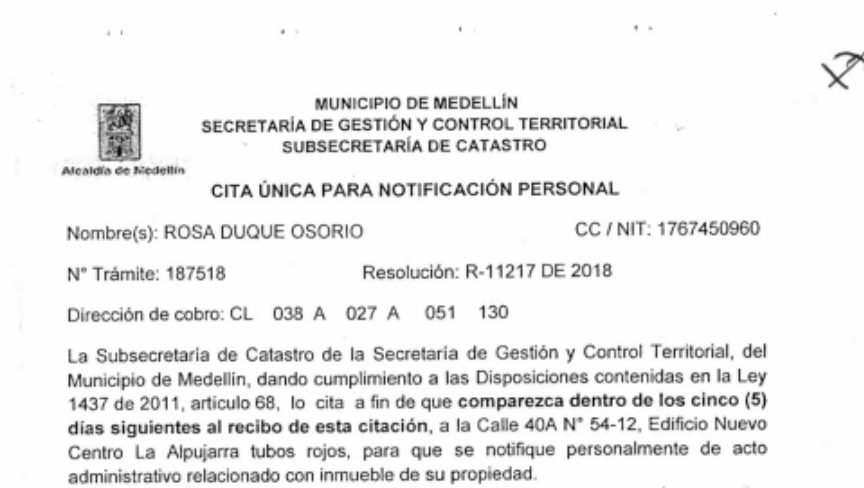 MUNICIPIO DE MEDELLÍN
SECRETARÍA DE GESTIÓN Y CONTROL TERRITORIAL
SUBSECRETARÍA DE CATASTRO
Alcaldía de Medellín
CITA ÚNICA PARA NOTIFICACIÓN PERSONAL
Nombre(s): ROSA DUQUE OSORIO CC / NIT: 1767450960
N° Trámite: 187518 Resolución: R-11217 DE 2018
Dirección de cobro: CL 038 A 027 A 051 130
La Subsecretaria de Catastro de la Secretaria de Gestión y Control Territorial, del
Municipio de Medellin, dando cumplimiento a las Disposiciones contenidas en la Ley
1437 de 2011, artículo 68, lo cita a fin de que comparezca dentro de los cinco (5)
días siguientes al recibo de esta citación, a la Calle 40A N° 54-12, Edificio Nuevo
Centro La Alpujarra tubos rojos, para que se notifique personalmente de acto
administrativo relacionado con inmueble de su propiedad.